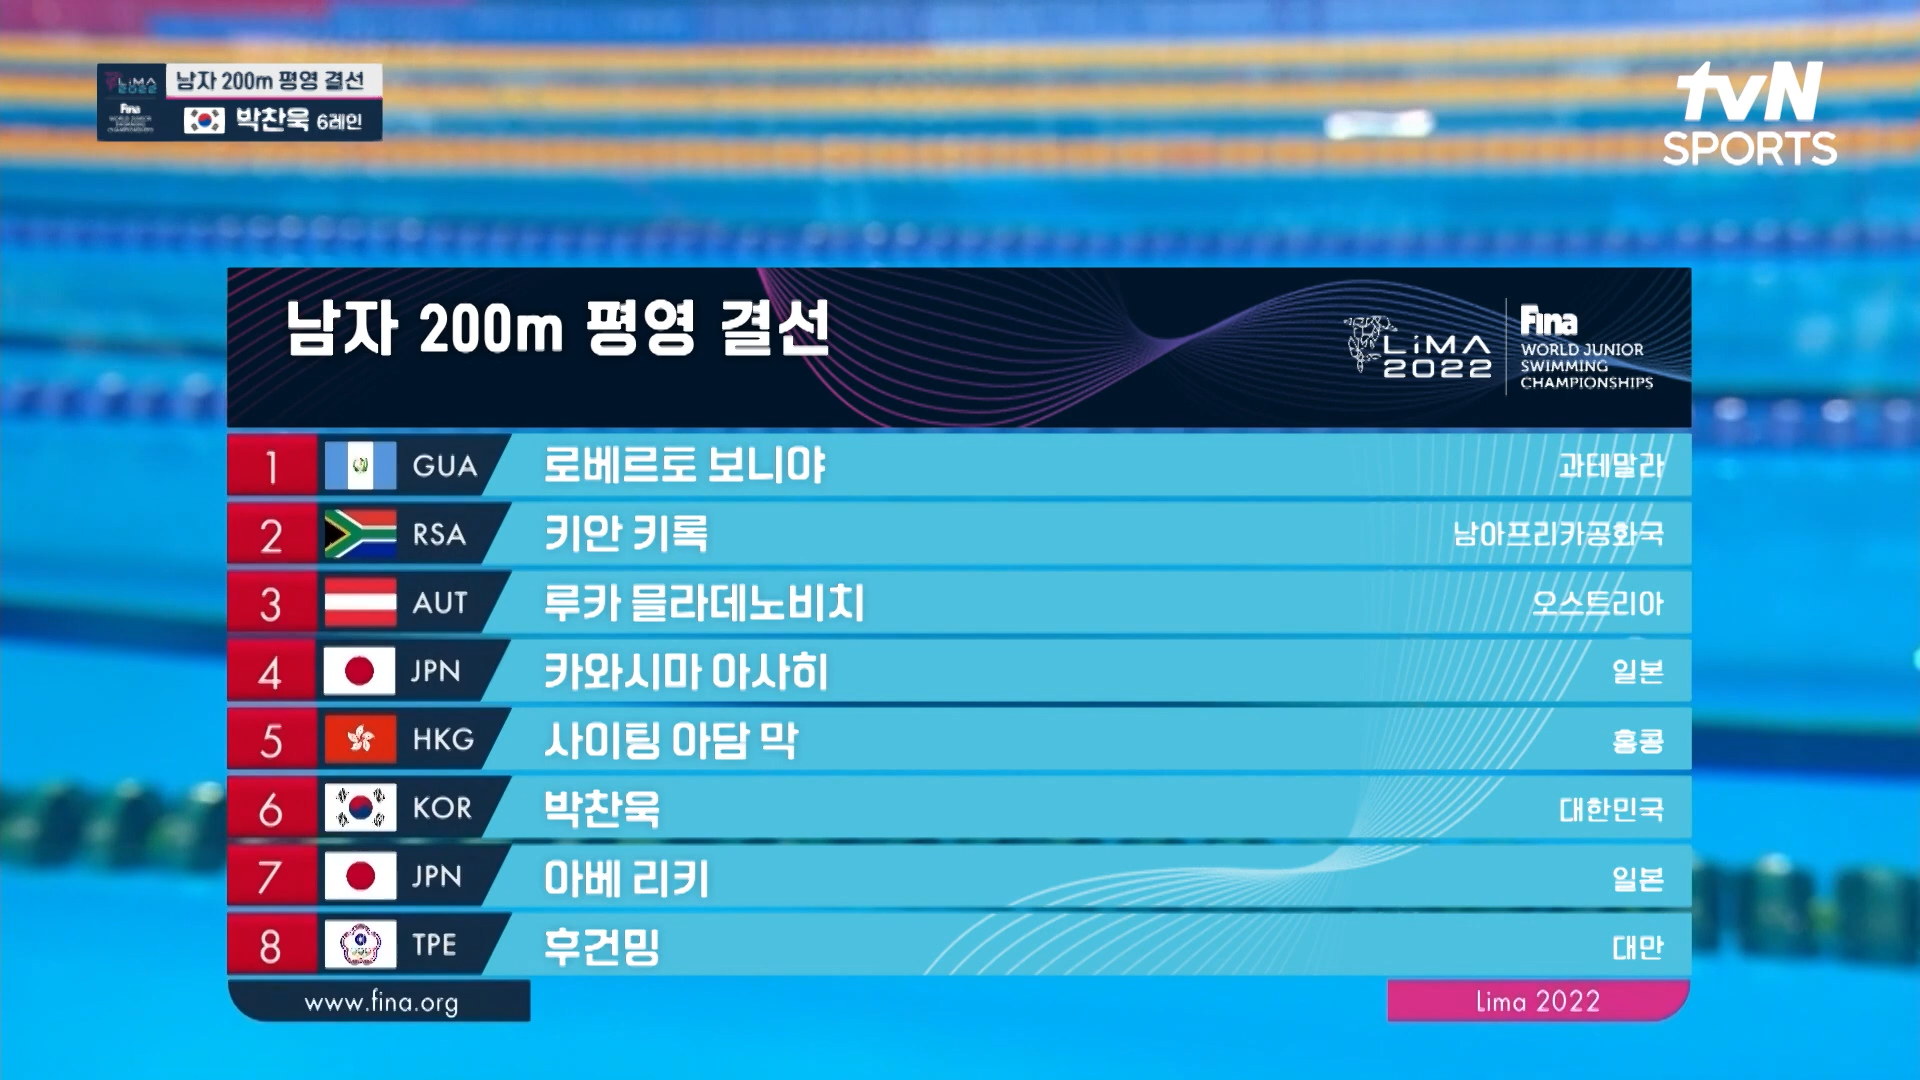 LiMA 2022
남자 200m 평영 결선
Fina
박찬욱 6레인
tvN
SPORTS
남자 200m 평영 결선
LiMA
2022
Fina
WORLD JUNIOR
SWIMMING
CHAMPIONSHIPS
1 GUA 로베르토 보니야 과테말라
2 RSA 키안 키록 남아프리카공화국
3 AUT 루카 믈라데노비치 오스트리아
4 JPN 카와시마 아사히 일본
5 HKG 사이팅 아담 막 홍콩
6 KOR 박찬욱 대한민국
7 JPN 아베 리키 일본
8 TPE 후건밍 대만
www.fina.org
Lima 2022